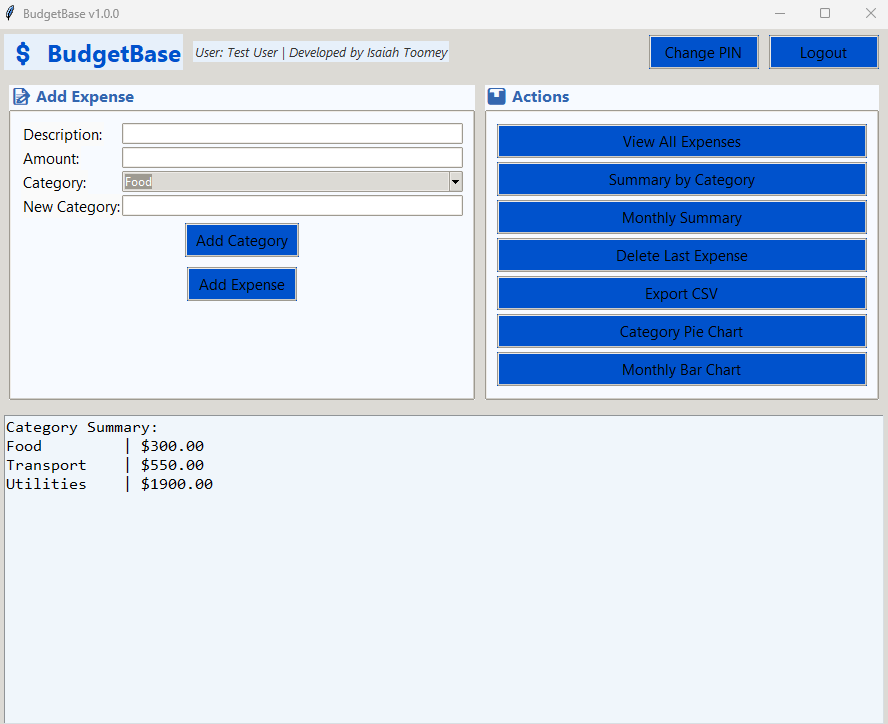 BudgetBase v1.0.0
$ BudgetBase
User: Test User | Developed by Isaiah Toomey
Change PIN
Logout
Add Expense
Description:
Amount:
Category:
Food
New Category:
Add Category
Add Expense
Actions
View All Expenses
Summary by Category
Monthly Summary
Delete Last Expense
Export CSV
Category Pie Chart
Monthly Bar Chart
Category Summary:
Food | $300.00
Transport | $550.00
Utilities | $1900.00